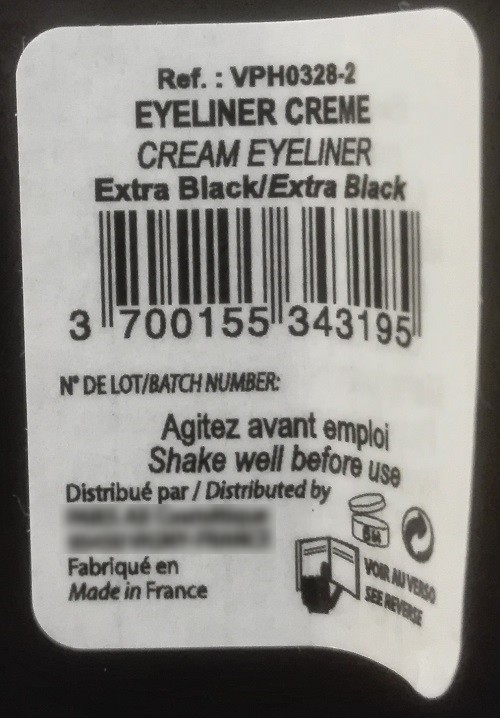 Ref. : VPH0328-2
EYELINER CREME
CREAM EYELINER
Extra Black/Extra Black
3 700155 343195
N° DE LOT/BATCH NUMBER:
Agitez avant emploi
Shake well before use
Distribué par / Distributed by
6M
Fabriqué en
Made in France
VOIR AU VERSO
SEE REVERSE